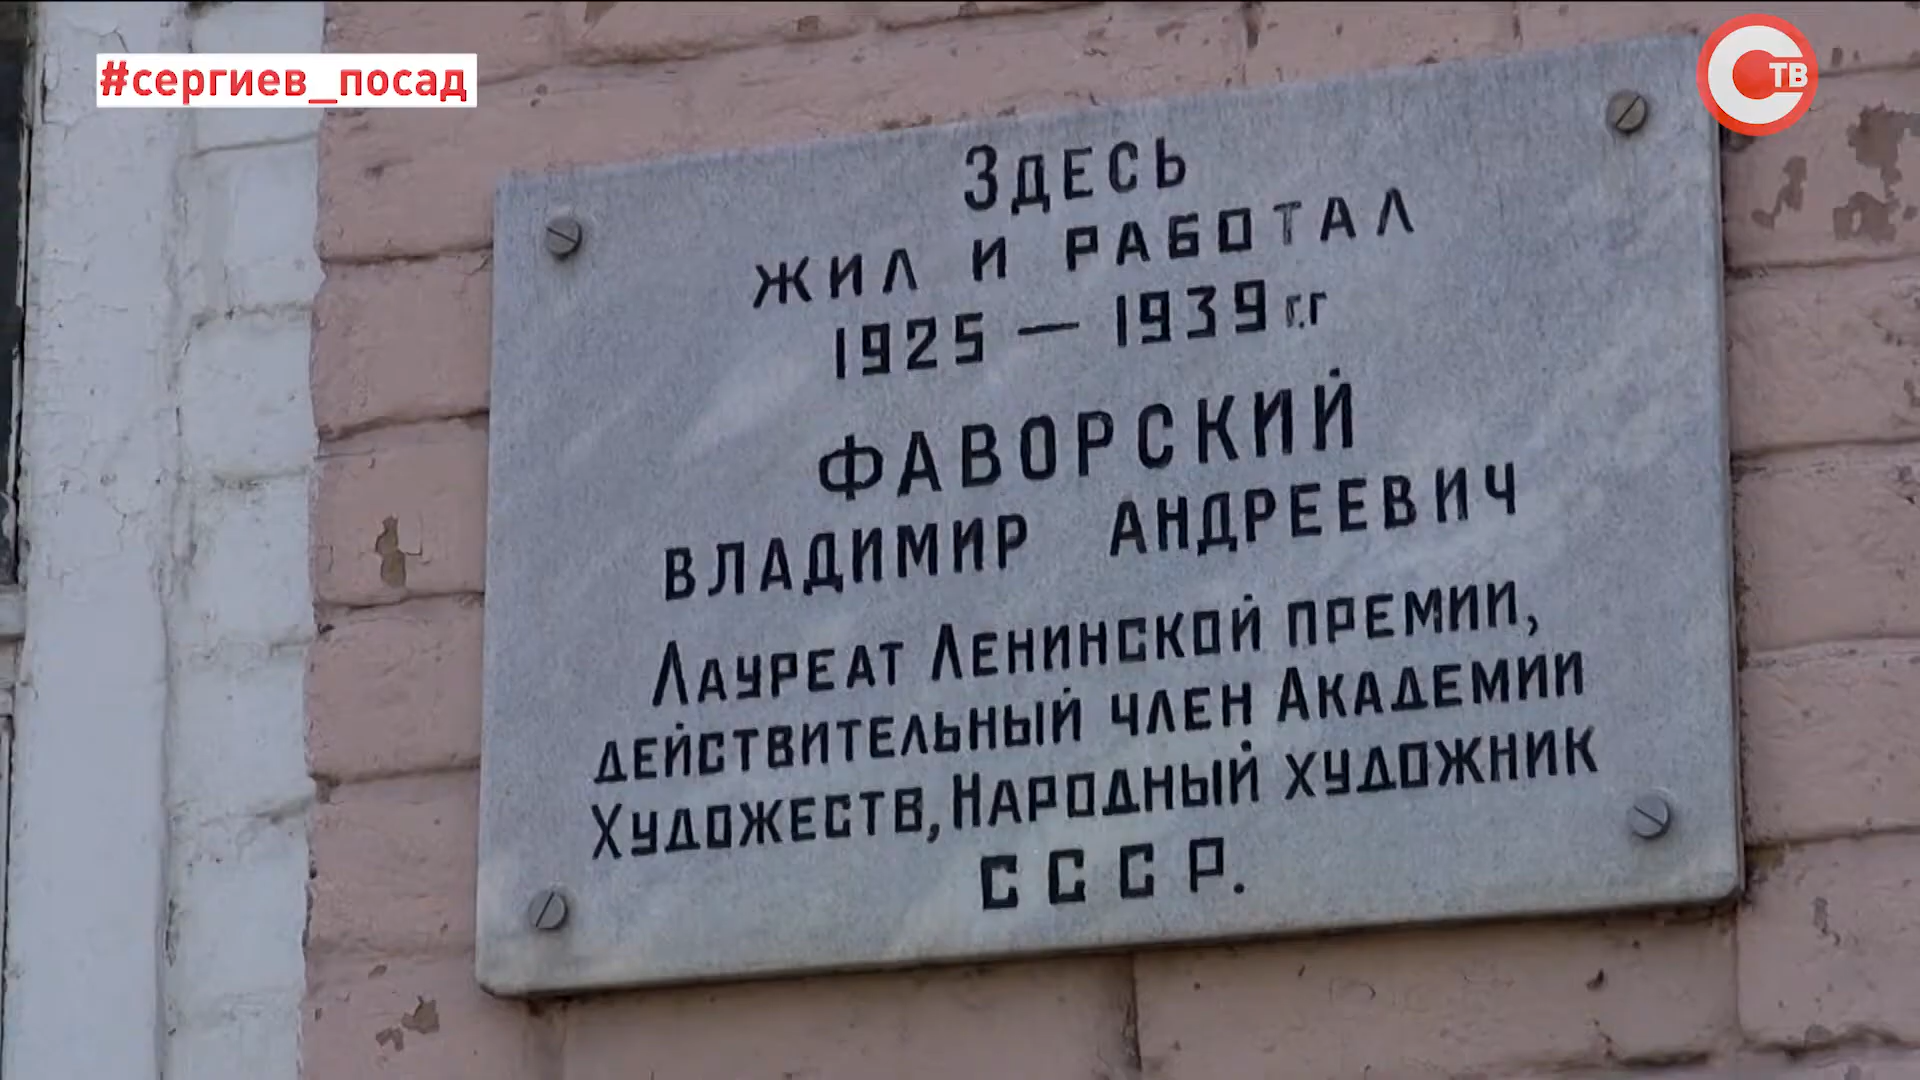 #сергиев_посад
С ТВ
Здесь
жил и работал
1925 — 1939 г.г
ФАВОРСКИЙ
ВЛАДИМИР АНДРЕЕВИЧ
Лауреат Ленинской премии,
действительный член Академии
Художеств, Народный художник
СССР.